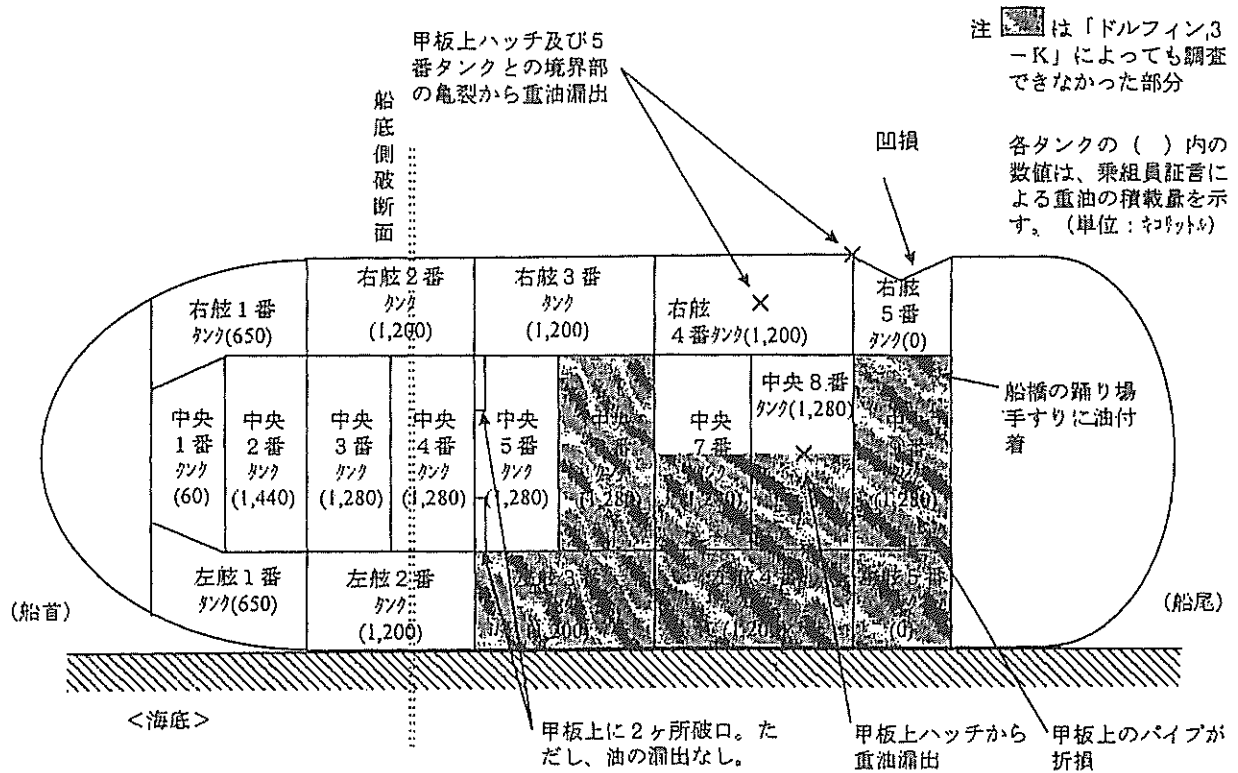 注 は「ドルフィン,3
-K」によっても調査
できなかった部分
各タンクの( )内の
数値は、乗組員証言に
よる重油の積載量を示
す。(単位:キロリットル)
甲板上ハッチ及び5
番タンクとの境界部
の亀裂から重油漏出
船底側破断面
凹損
右舷1番
タンク(650)
右舷2番
タンク
(1,200)
右舷3番
タンク
(1,200)
右舷
4番タンク(1,200)
右舷
5番
タンク(0)
中央
1番
タンク
(60)
中央
2番
タンク
(1,440)
中央
3番
タンク
(1,280)
中央
4番
タンク
(1,280)
中央
5番
タンク
(1,280)
(1,280)
中央
7番
中央8番
タンク(1,280)
(1,280)
船橋の踊り場
手すりに油付
着
左舷1番
タンク(650)
左舷2番
タンク
(1,200)
左舷3
左舷4番
(0)
(船首)
(船尾)
<海底>
甲板上に2ヶ所破口。た
だし、油の漏出なし。
甲板上ハッチから
重油漏出
甲板上のパイプが
折損